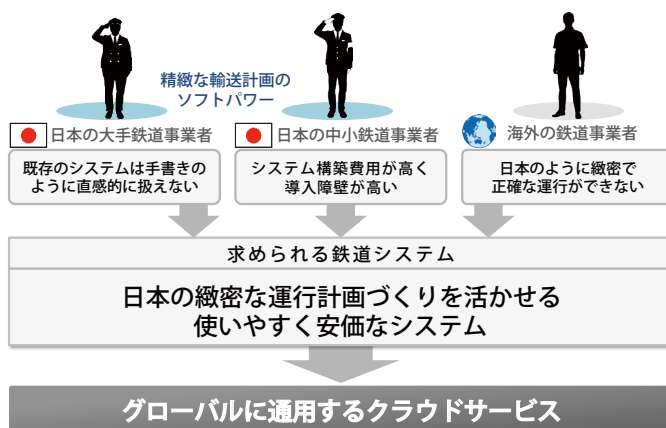 精緻な輸送計画の
ソフトパワー
日本の大手鉄道事業者
日本の中小鉄道事業者
海外の鉄道事業者
既存のシステムは手書きの
ように直感的に扱えない
システム構築費用が高く
導入障壁が高い
日本のように緻密で
正確な運行ができない
求められる鉄道システム
日本の緻密な運行計画づくりを活かせる
使いやすく安価なシステム
グローバルに通用するクラウドサービス